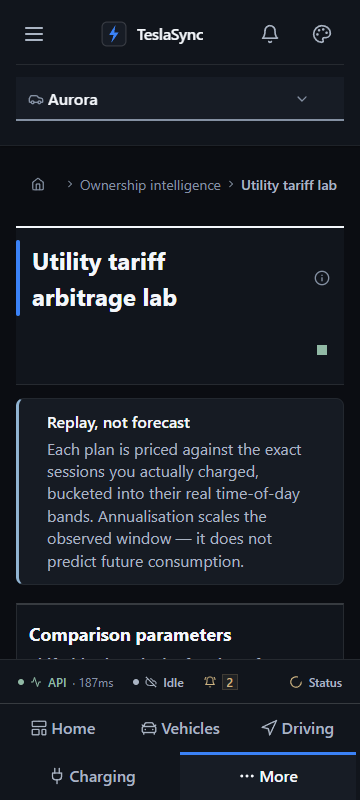 TeslaSync
Aurora
Ownership intelligence
Utility tariff lab
Utility tariff
arbitrage lab
Replay, not forecast
Each plan is priced against the exact
sessions you actually charged,
bucketed into their real time-of-day
bands. Annualisation scales the
observed window — it does not
predict future consumption.
Comparison parameters
API · 187ms
Idle
2
Status
Home
Vehicles
Driving
Charging
More